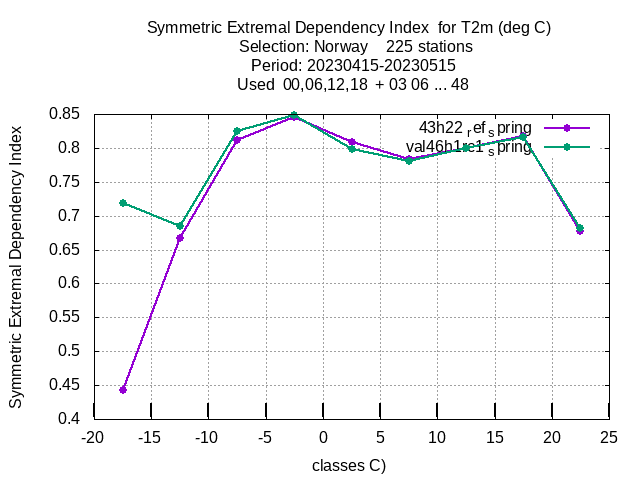 Symmetric Extremal Dependency Index  for T2m (deg C)
Selection: Norway    225 stations
Period: 20230415-20230515
Used  00,06,12,18  + 03 06 ... 48
Symmetric Extremal Dependency Index
0.85
0.8
0.75
0.7
0.65
0.6
0.55
0.5
0.45
0.4
43h22_ref_spring
val46h1rc1_spring
-20 -15 -10 -5 0 5 10 15 20 25
classes C)